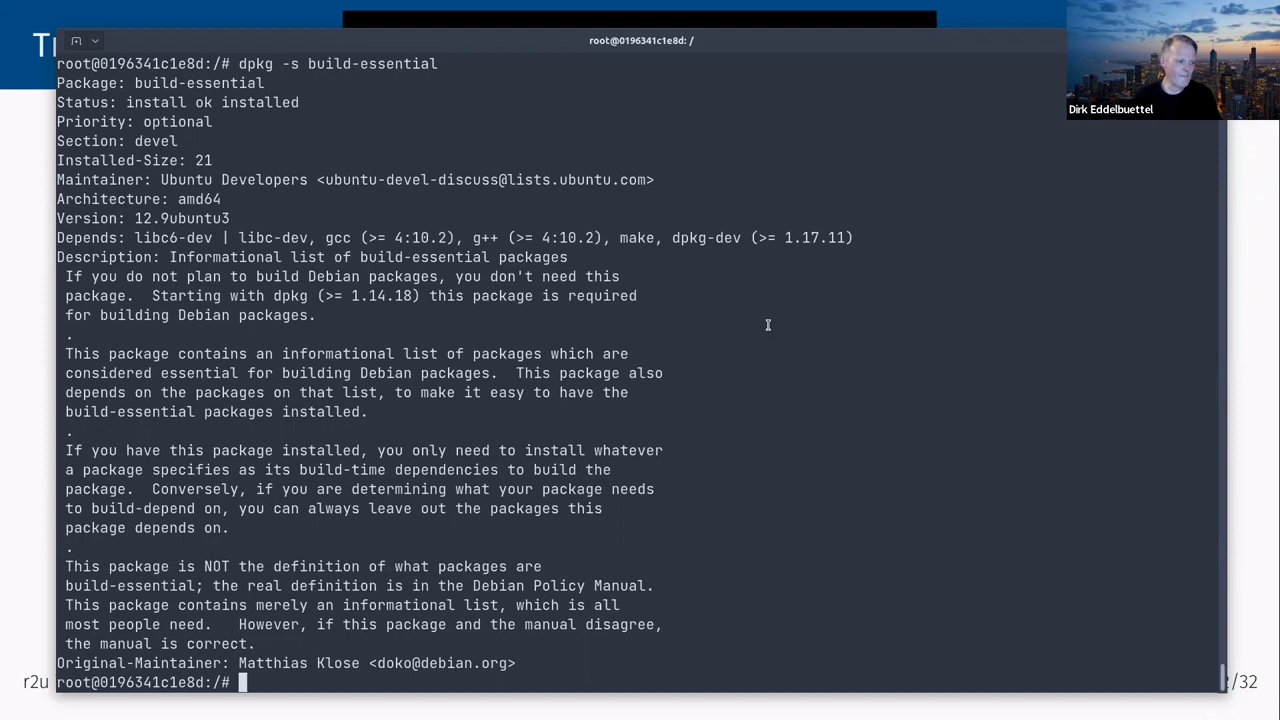 Tr
root@0196341c1e8d: /
Dirk Eddelbuettel
root@0196341c1e8d:/# dpkg -s build-essential
Package: build-essential
Status: install ok installed
Priority: optional
Section: devel
Installed-Size: 21
Maintainer: Ubuntu Developers <ubuntu-devel-discuss@lists.ubuntu.com>
Architecture: amd64
Version: 12.9ubuntu3
Depends: libc6-dev | libc-dev, gcc (>= 4:10.2), g++ (>= 4:10.2), make, dpkg-dev (>= 1.17.11)
Description: Informational list of build-essential packages
If you do not plan to build Debian packages, you don't need this
package.  Starting with dpkg (>= 1.14.18) this package is required
for building Debian packages.
.
This package contains an informational list of packages which are
considered essential for building Debian packages.  This package also
depends on the packages on that list, to make it easy to have the
build-essential packages installed.
.
If you have this package installed, you only need to install whatever
a package specifies as its build-time dependencies to build the
package.  Conversely, if you are determining what your package needs
to build-depend on, you can always leave out the packages this
package depends on.
.
This package is NOT the definition of what packages are
build-essential; the real definition is in the Debian Policy Manual.
This package contains merely an informational list, which is all
most people need.   However, if this package and the manual disagree,
the manual is correct.
Original-Maintainer: Matthias Klose <doko@debian.org>
root@0196341c1e8d:/#
r2u
/32